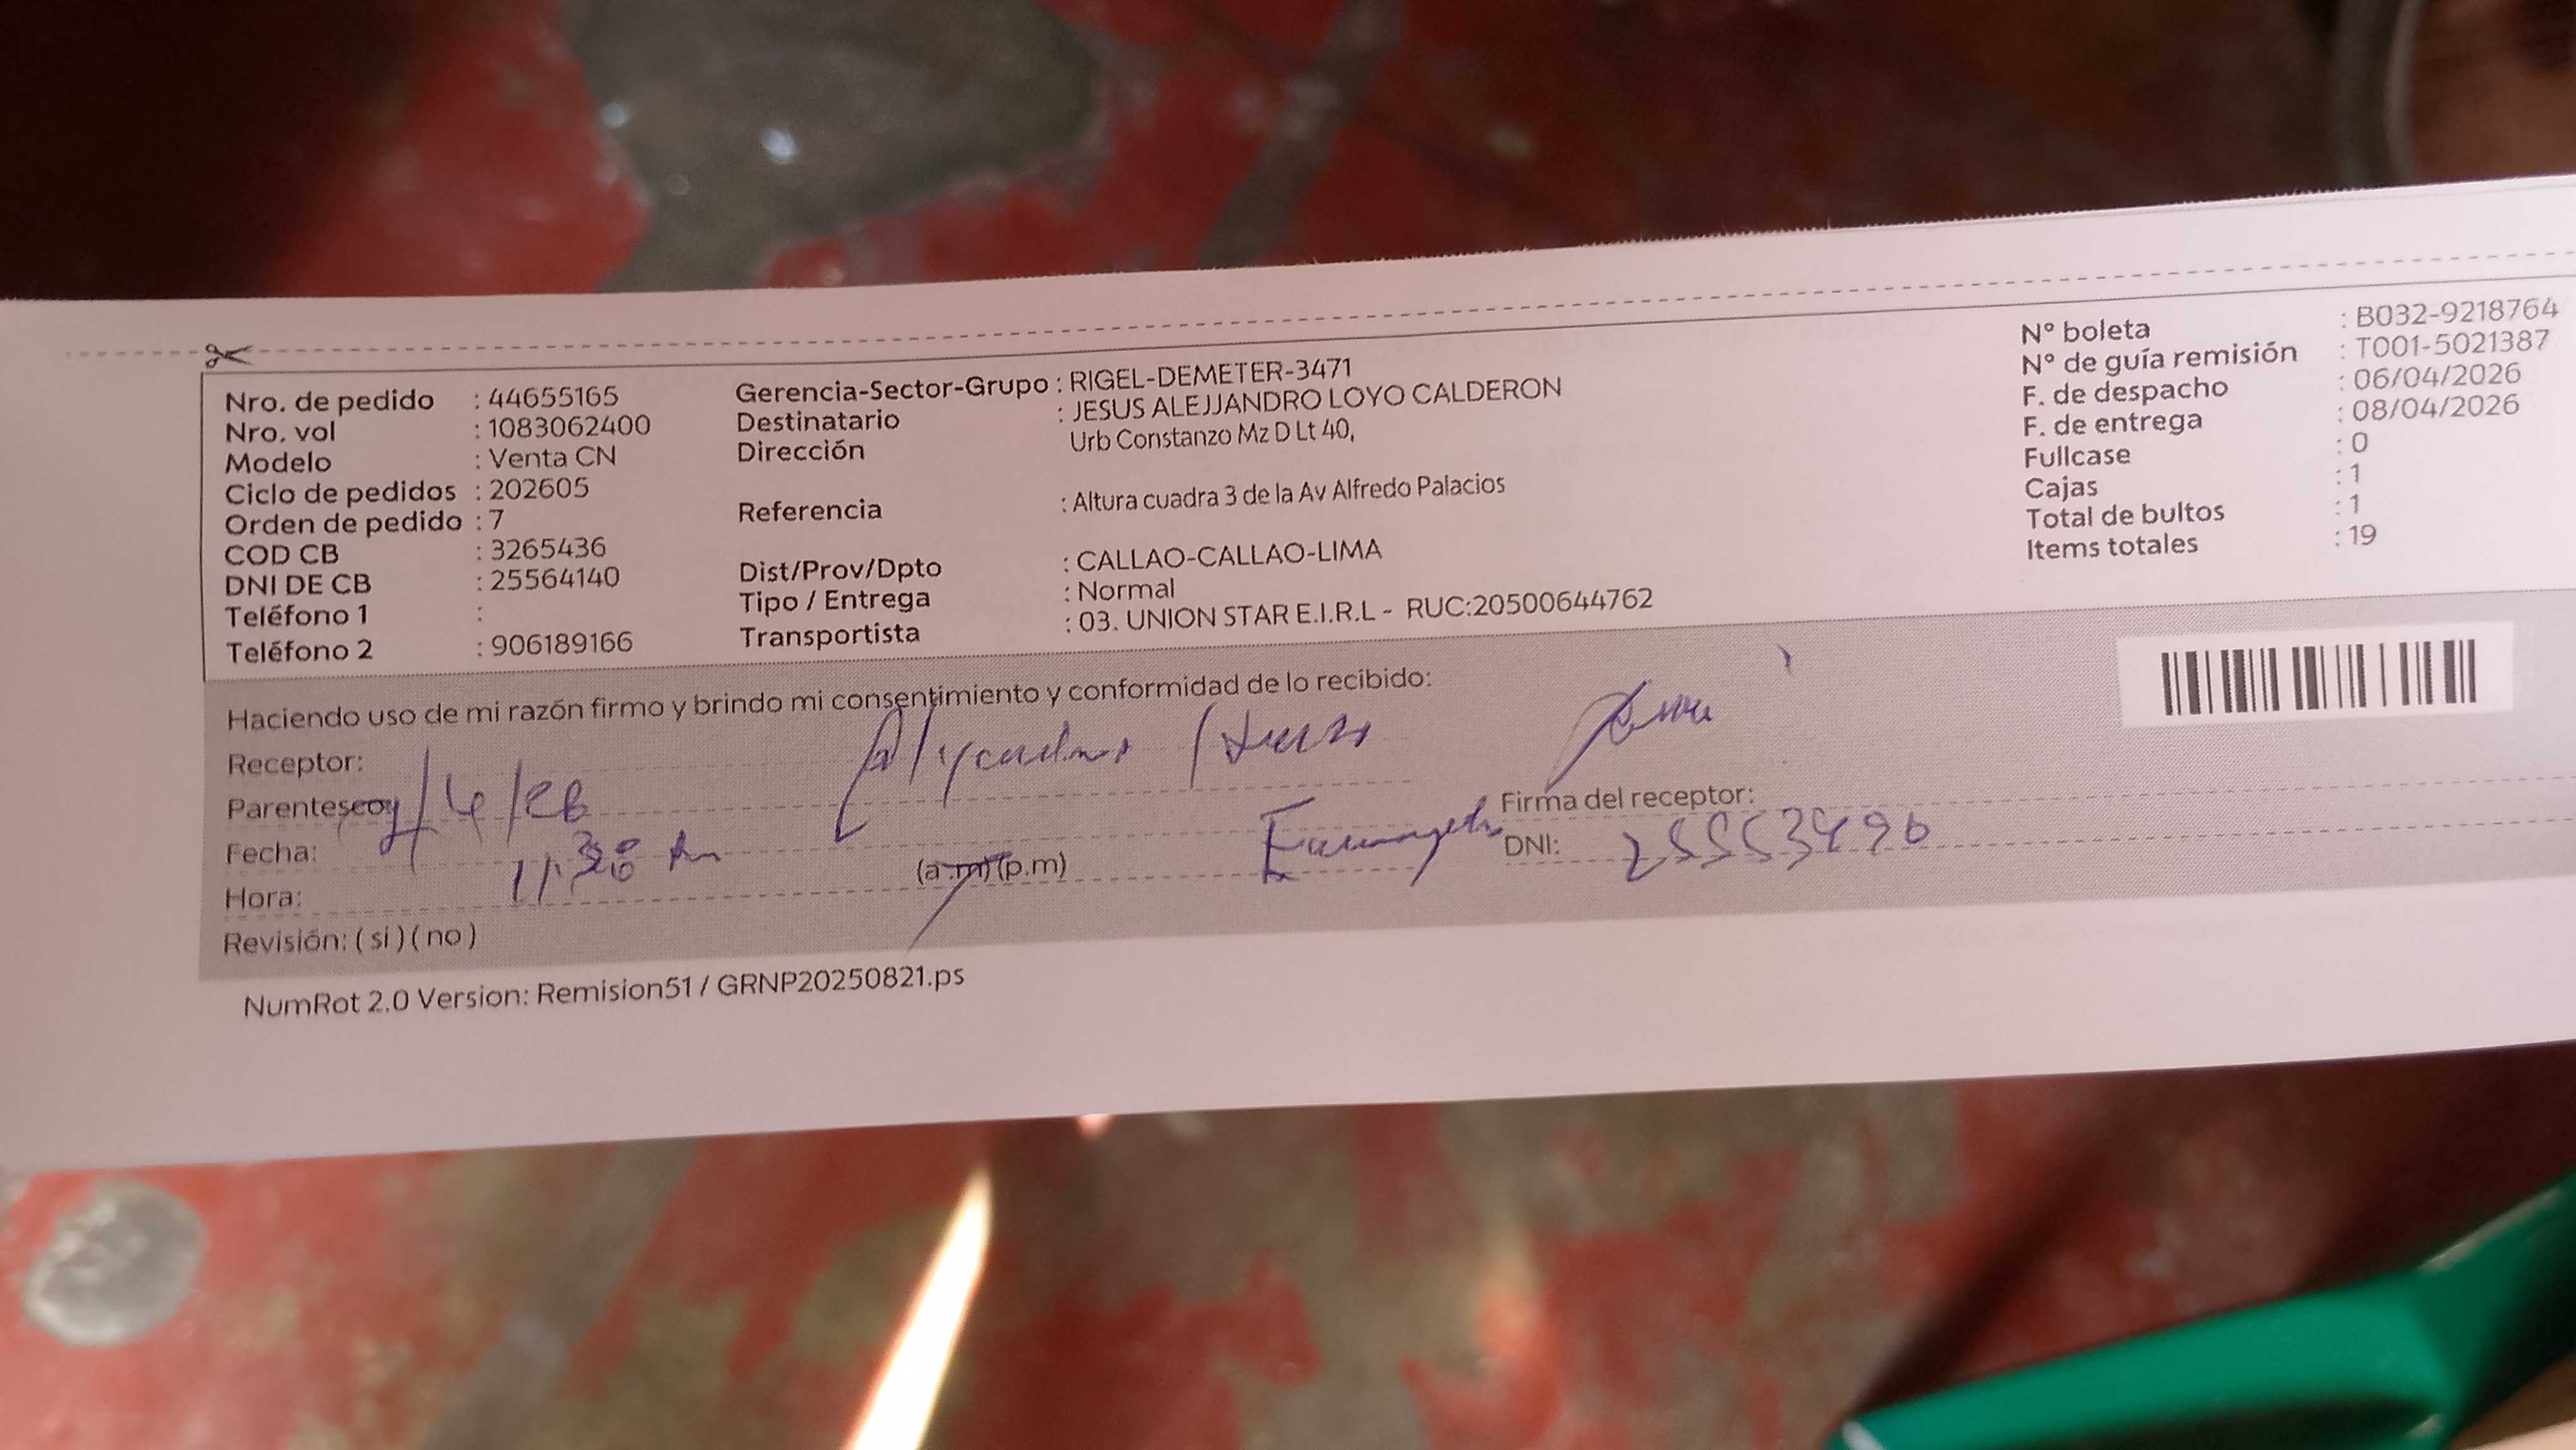 Nro. de pedido : 44655165
Nro. vol : 1083062400
Modelo : Venta CN
Ciclo de pedidos : 202605
Orden de pedido : 7
COD CB : 3265436
DNI DE CB : 25564140
Teléfono 1 :
Teléfono 2 : 906189166
Gerencia-Sector-Grupo : RIGEL-DEMETER-3471
Destinatario : JESUS ALEJJANDRO LOYO CALDERON
Dirección Urb Constanzo Mz D Lt 40,
Referencia : Altura cuadra 3 de la Av Alfredo Palacios
Dist/Prov/Dpto : CALLAO-CALLAO-LIMA
Tipo / Entrega : Normal
Transportista : 03. UNION STAR E.I.R.L - RUC:20500644762
N° boleta : B032-9218764
N° de guía remisión : T001-5021387
F. de despacho : 06/04/2026
F. de entrega : 08/04/2026
Fullcase : 0
Cajas : 1
Total de bultos : 1
Items totales : 19
Haciendo uso de mi razón firmo y brindo mi consentimiento y conformidad de lo recibido:
Receptor:
Parentesco:
Fecha:
Hora: (a.m) (p.m)
Revisión: ( si ) ( no )
Firma del receptor:
DNI:
NumRot 2.0 Version: Remision51 / GRNP20250821.ps